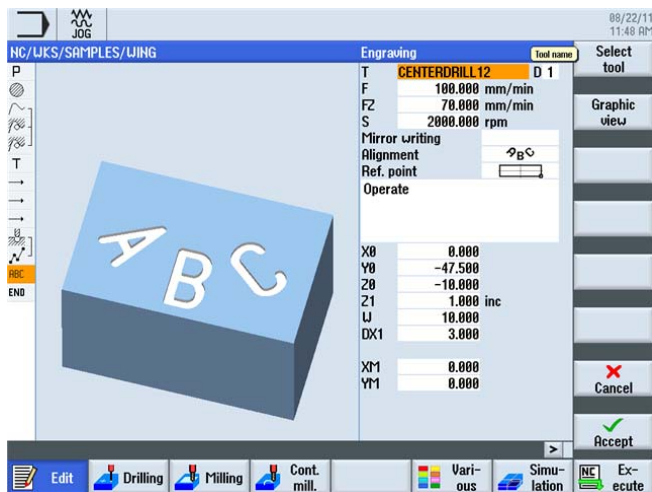 JOG
08/22/11
11:48 AM
NC/WKS/SAMPLES/WING
Engraving
Tool name
Select tool
P
T CENTERDRILL12 D 1
F 100.000 mm/min
FZ 70.000 mm/min
S 2000.000 rpm
Graphic view
Mirror writing
Alignment ABC
Ref. point
Operate
T
ABC
END
A B C
X0 0.000
Y0 -47.500
Z0 -10.000
Z1 1.000 inc
W 10.000
DX1 3.000
XM 0.000
YM 0.000
Cancel
Accept
>
Edit
Drilling
Milling
Cont. mill.
Vari- ous
Simu- lation
NC Ex- ecute